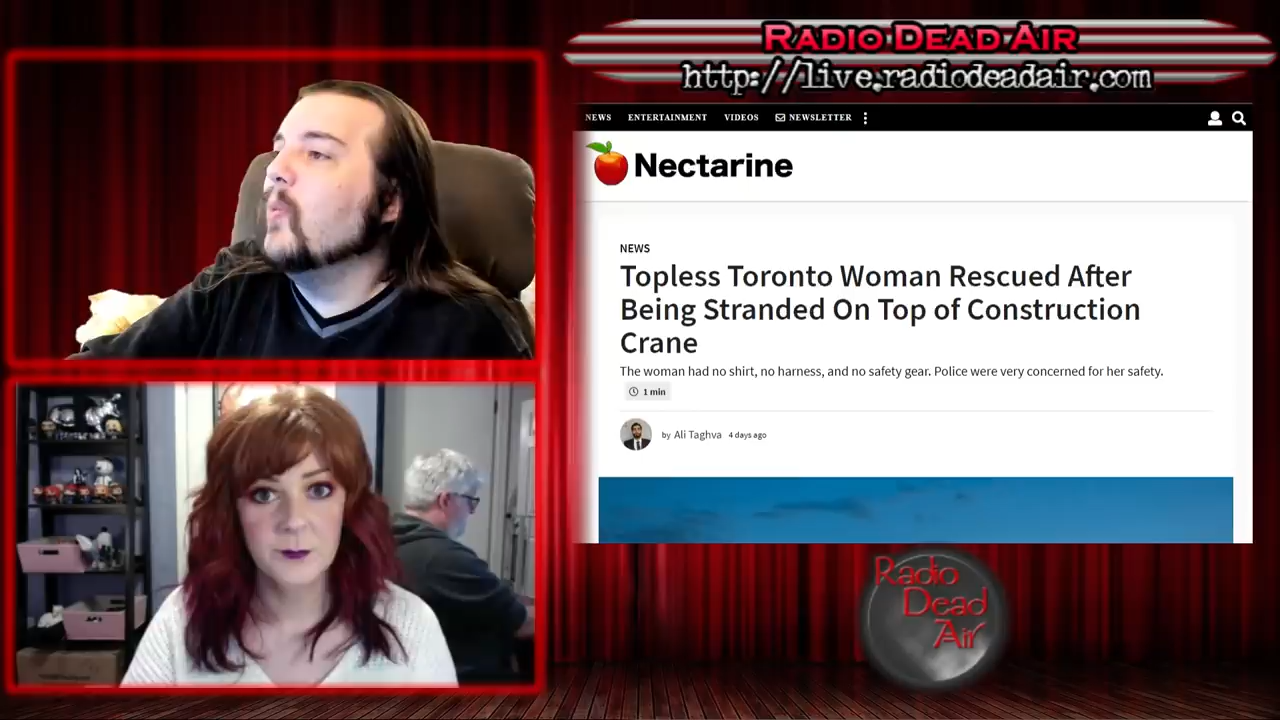 RADIO DEAD AIR
http://live.radiodeadair.com
NEWS ENTERTAINMENT VIDEOS NEWSLETTER
Nectarine
NEWS
Topless Toronto Woman Rescued After
Being Stranded On Top of Construction
Crane
The woman had no shirt, no harness, and no safety gear. Police were very concerned for her safety.
1 min
by Ali Taghva 4 days ago
Radio
Dead
Air